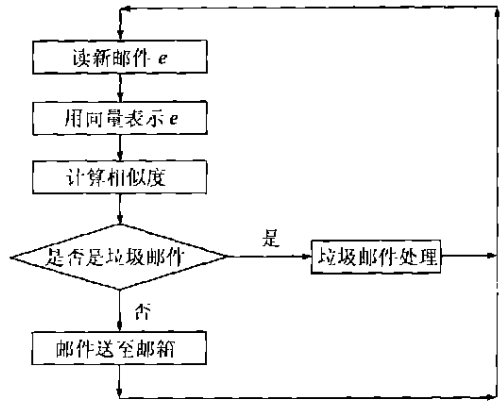 读新邮件 e
用向量表示 e
计算相似度
是否是垃圾邮件
是
垃圾邮件处理
否
邮件送至邮箱